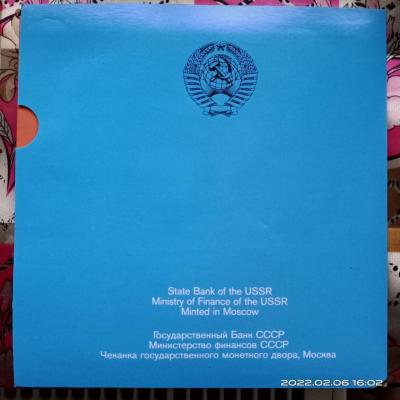 State Bank of the USSR
Ministry of Finance of the USSR
Minted in Moscow
Государственный Банк СССР
Министерство финансов СССР
Чеканка государственного монетного двора, Москва
2022.02.06 16:02